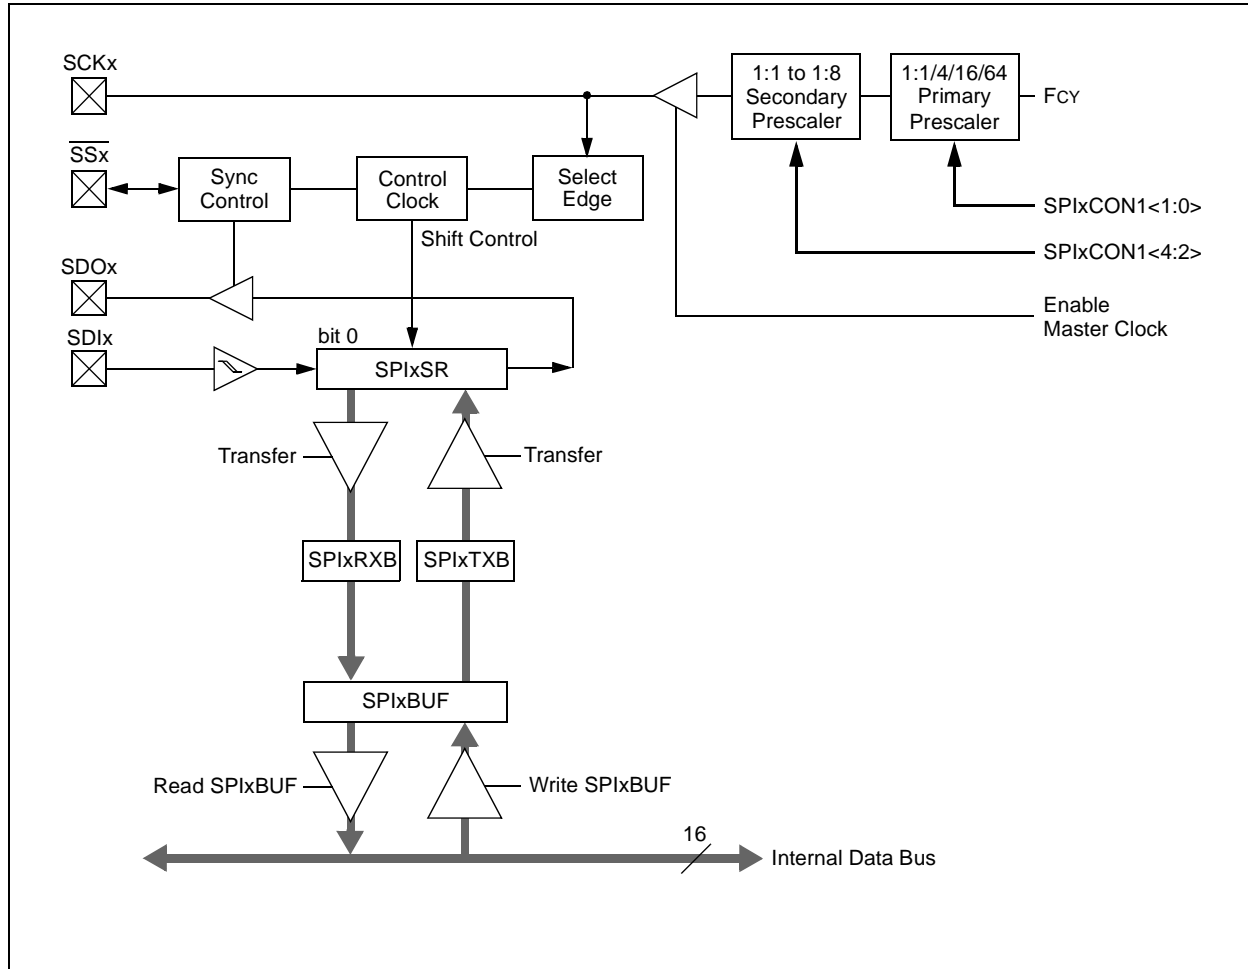 SCKx
1:1 to 1:8
Secondary
Prescaler
1:1/4/16/64
Primary
Prescaler
FCY
SSx
Sync
Control
Control
Clock
Select
Edge
SPIxCON1<1:0>
Shift Control
SPIxCON1<4:2>
SDOx
Enable
Master Clock
SDIx
bit 0
SPIxSR
Transfer
Transfer
SPIxRXB
SPIxTXB
SPIxBUF
Read SPIxBUF
Write SPIxBUF
16
Internal Data Bus